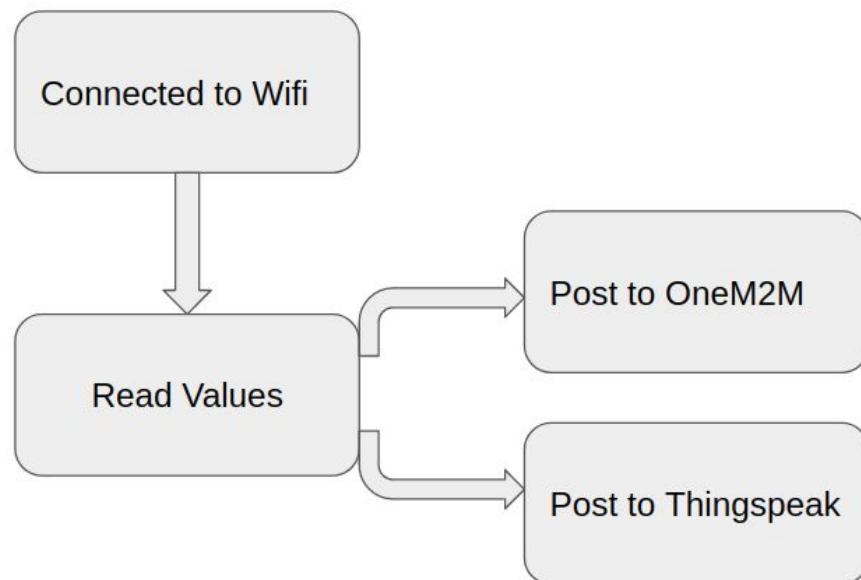 Connected to Wifi
Post to OneM2M
Read Values
Post to Thingspeak